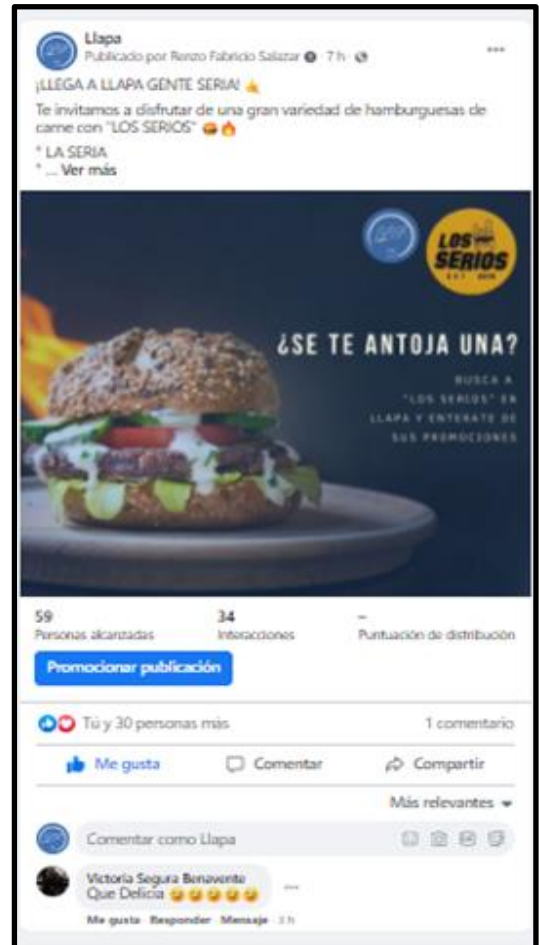 Llapa
Publicado por Renzo Fabricio Salazar · 7 h ·
¡LLEGA A LLAPA GENTE SERIA! 🤙
Te invitamos a disfrutar de una gran variedad de hamburguesas de
carne con "LOS SERIOS" 🍔🔥
* LA SERIA
* ... Ver más
LOS
SERIOS
¿SE TE ANTOJA UNA?
BUSCA A
"LOS SERIOS" EN
LLAPA Y ENTERATE DE
SUS PROMOCIONES
59 34 –
Personas alcanzadas Interacciones Puntuación de distribución
Promocionar publicación
Tú y 30 personas más 1 comentario
Me gusta Comentar Compartir
Más relevantes
Comentar como Llapa
Victoria Segura Benavente
Que Delicia 🤤🤤🤤🤤🤤
Me gusta · Responder · Mensaje · 3 h